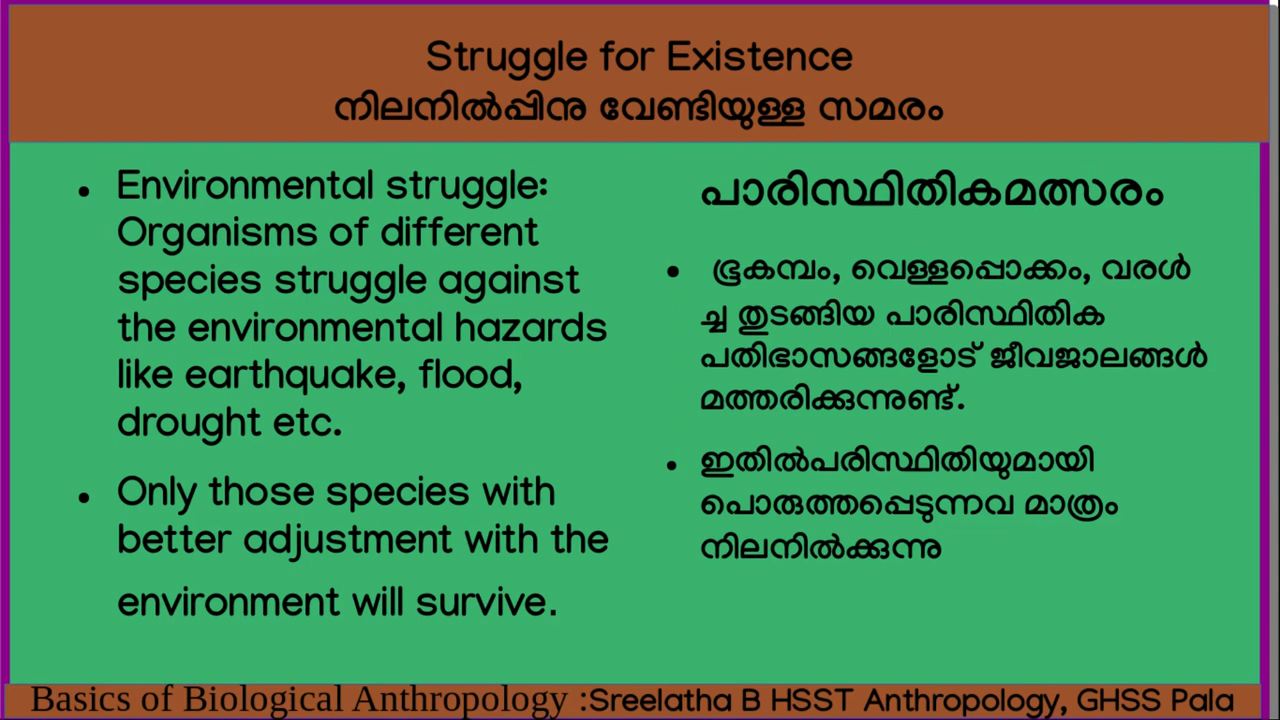 Struggle for Existence
നിലനിൽപ്പിനു വേണ്ടിയുള്ള സമരം
• Environmental struggle:
Organisms of different
species struggle against
the environmental hazards
like earthquake, flood,
drought etc.
• Only those species with
better adjustment with the
environment will survive.
പാരിസ്ഥിതികമത്സരം
• ഭൂകമ്പം, വെള്ളപ്പൊക്കം, വരൾ
ച്ച തുടങ്ങിയ പാരിസ്ഥിതിക
പതിഭാസങ്ങളോട് ജീവജാലങ്ങൾ
മത്തരിക്കുന്നുണ്ട്.
• ഇതിൽപരിസ്ഥിതിയുമായി
പൊരുത്തപ്പെടുന്നവ മാത്രം
നിലനിൽക്കുന്നു
Basics of Biological Anthropology :Sreelatha B HSST Anthropology, GHSS Pala